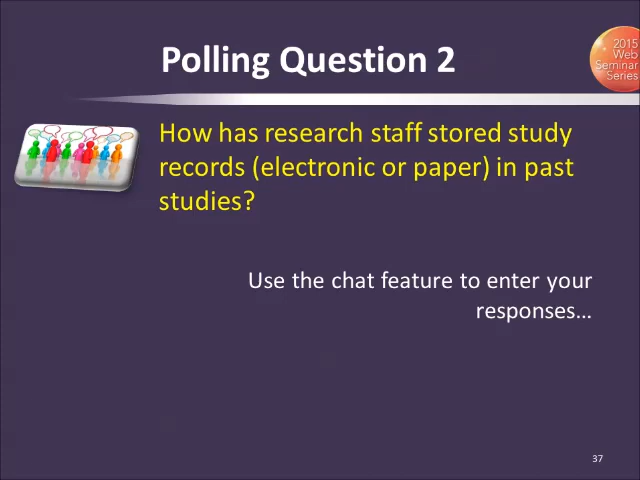 Polling Question 2
2015
Web
Seminar
Series
How has research staff stored study
records (electronic or paper) in past
studies?
Use the chat feature to enter your
responses…
37